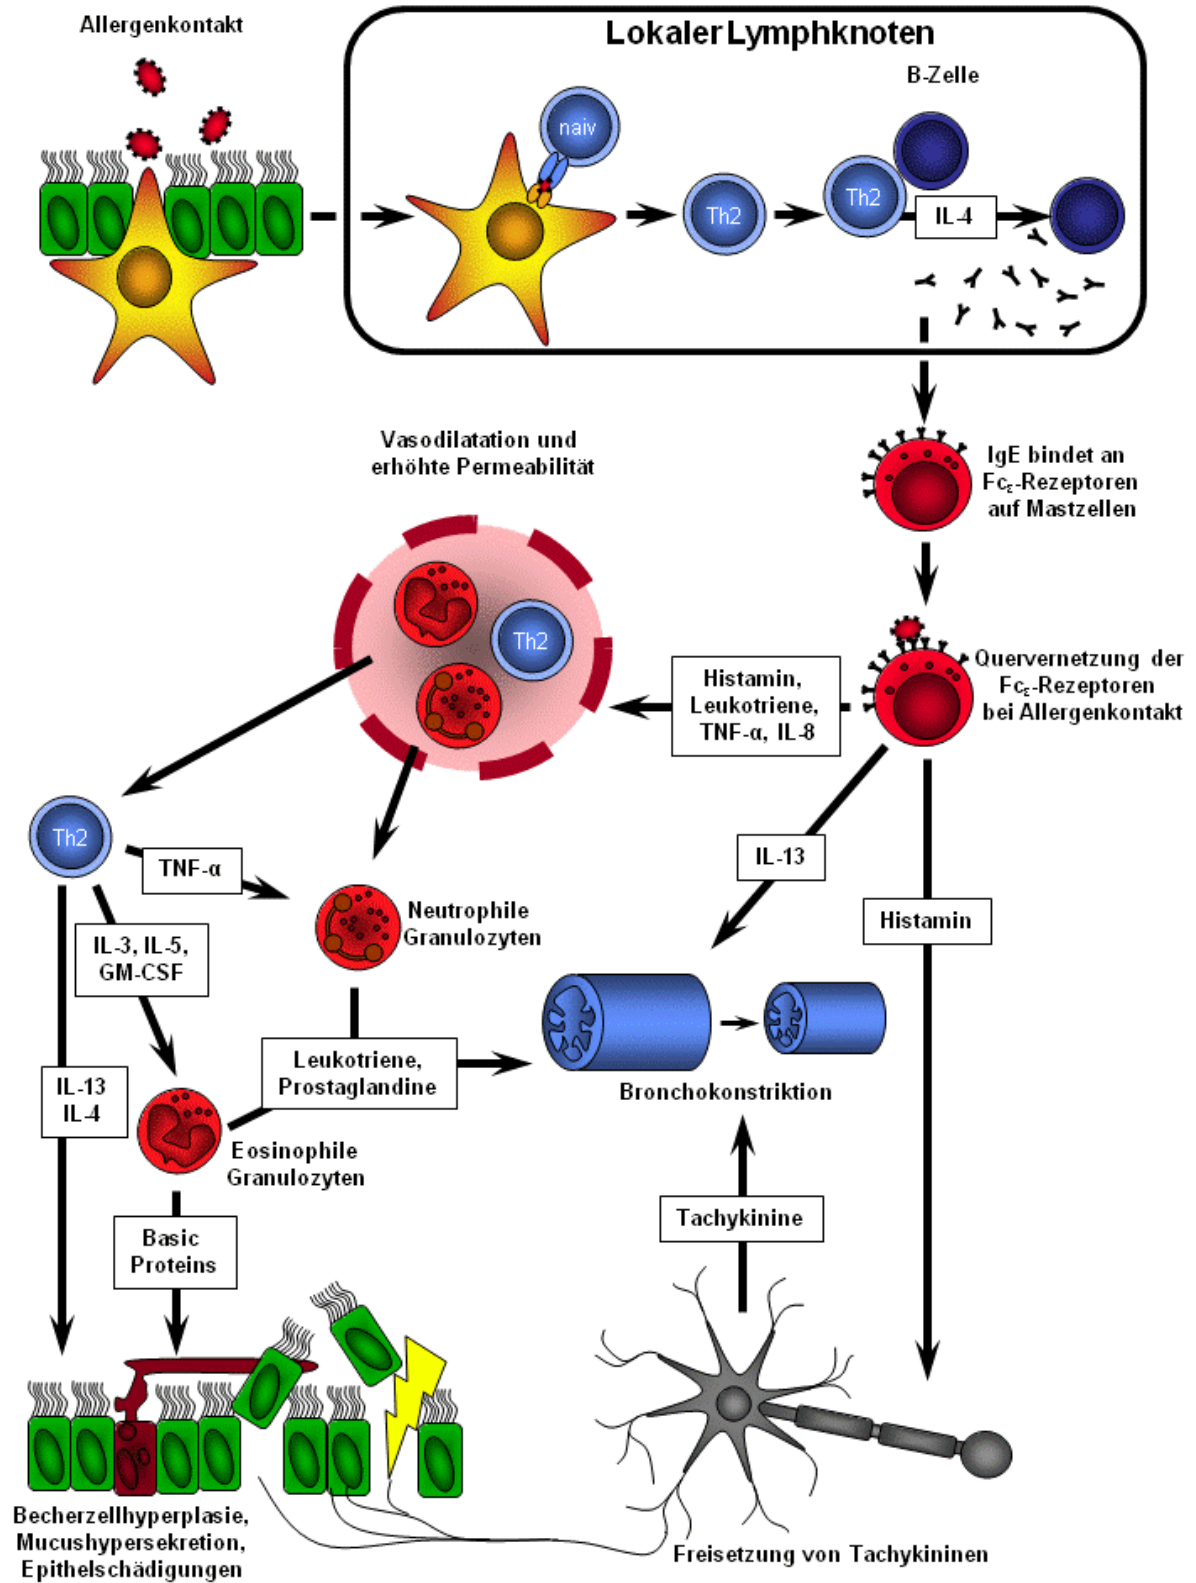 Allergenkontakt
Lokaler Lymphknoten
B-Zelle
naiv
Th2
Th2
IL-4
IgE bindet an
Fcε-Rezeptoren
auf Mastzellen
Vasodilatation und
erhöhte Permeabilität
Th2
Histamin,
Leukotriene,
TNF-α, IL-8
Quervernetzung der
Fcε-Rezeptoren
bei Allergenkontakt
Th2
TNF-α
IL-13
IL-3, IL-5,
GM-CSF
Neutrophile
Granulozyten
Histamin
IL-13
IL-4
Leukotriene,
Prostaglandine
Bronchokonstriktion
Eosinophile
Granulozyten
Basic
Proteins
Tachykinine
Becherzellhyperplasie,
Mucushypersekretion,
Epithelschädigungen
Freisetzung von Tachykininen